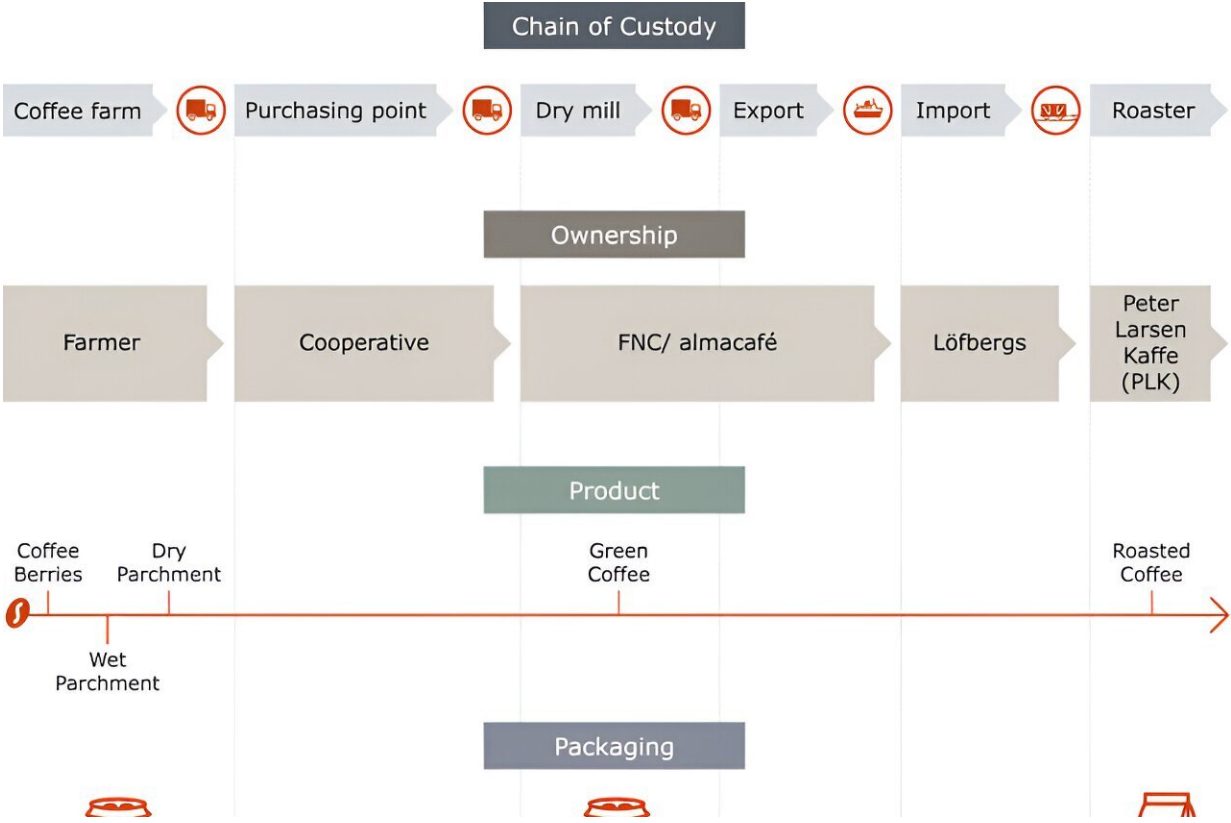 Chain of Custody
Coffee farm
Purchasing point
Dry mill
Export
Import
Roaster
Ownership
Farmer
Cooperative
FNC/ almacafé
Löfbergs
Peter
Larsen
Kaffe
(PLK)
Product
Coffee
Berries
Dry
Parchment
Green
Coffee
Roasted
Coffee
Wet
Parchment
Packaging